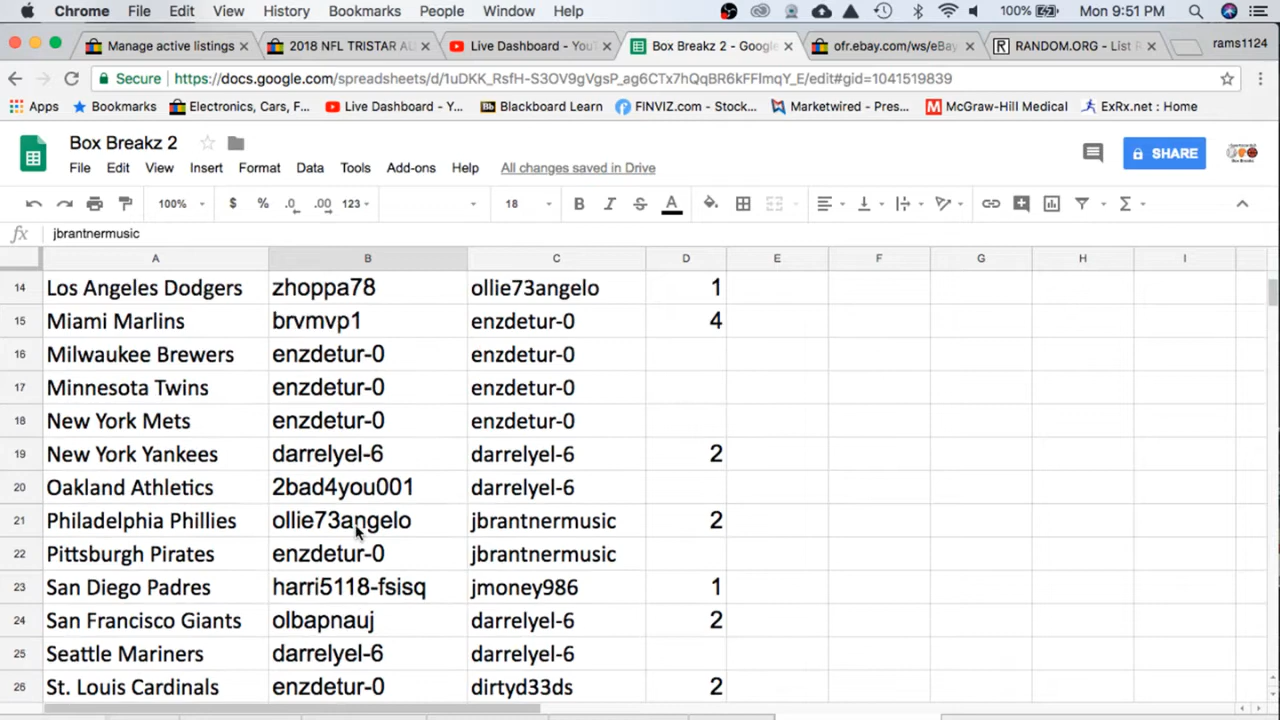 Chrome File Edit View History Bookmarks People Window Help 100% Mon 9:51 PM
Manage active listings 2018 NFL TRISTAR AU Live Dashboard - YouT Box Breakz 2 - Google ofr.ebay.com/ws/eBay RANDOM.ORG - List R rams1124
Secure https://docs.google.com/spreadsheets/d/1uDKK_RsfH-S3OV9gVgsP_ag6CTx7hQqBR6kFFImqY_E/edit#gid=1041519839
Apps Bookmarks Electronics, Cars, F... Live Dashboard - Y... Blackboard Learn FINVIZ.com - Stock... Marketwired - Pres... McGraw-Hill Medical ExRx.net : Home
Box Breakz 2
File Edit View Insert Format Data Tools Add-ons Help All changes saved in Drive SHARE
100% $ % .0 .00 123 18 B I S A Σ
fx jbrantnermusic
A B C D E F G H I
14 Los Angeles Dodgers zhoppa78 ollie73angelo 1
15 Miami Marlins brvmvp1 enzdetur-0 4
16 Milwaukee Brewers enzdetur-0 enzdetur-0
17 Minnesota Twins enzdetur-0 enzdetur-0
18 New York Mets enzdetur-0 enzdetur-0
19 New York Yankees darrelyel-6 darrelyel-6 2
20 Oakland Athletics 2bad4you001 darrelyel-6
21 Philadelphia Phillies ollie73angelo jbrantnermusic 2
22 Pittsburgh Pirates enzdetur-0 jbrantnermusic
23 San Diego Padres harri5118-fsisq jmoney986 1
24 San Francisco Giants olbapnauj darrelyel-6 2
25 Seattle Mariners darrelyel-6 darrelyel-6
26 St. Louis Cardinals enzdetur-0 dirtyd33ds 2